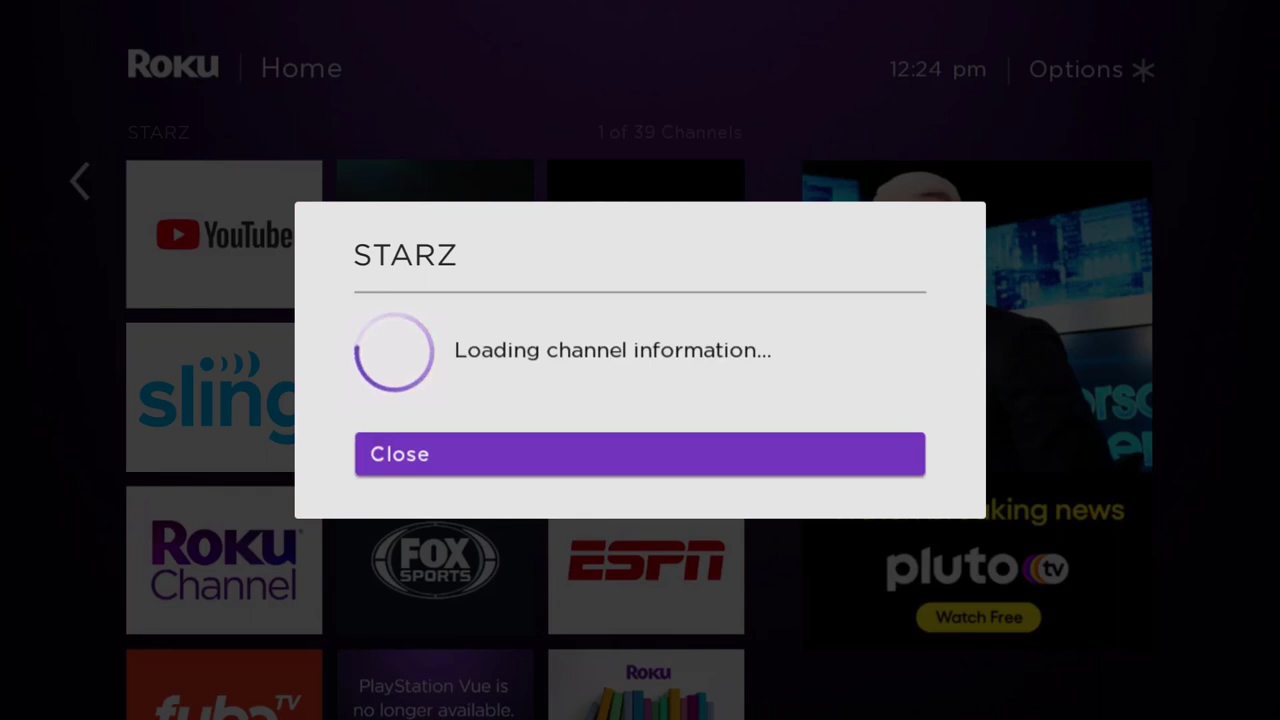 Roku
Home
12:24 pm
Options
STARZ
1 of 39 Channels
YouTube
STARZ
Loading channel information...
Close
sling
Roku
Channel
FOX
SPORTS
ESPN
king news
pluto tv
Watch Free
TV
PlayStation Vue is
no longer available.
Roku